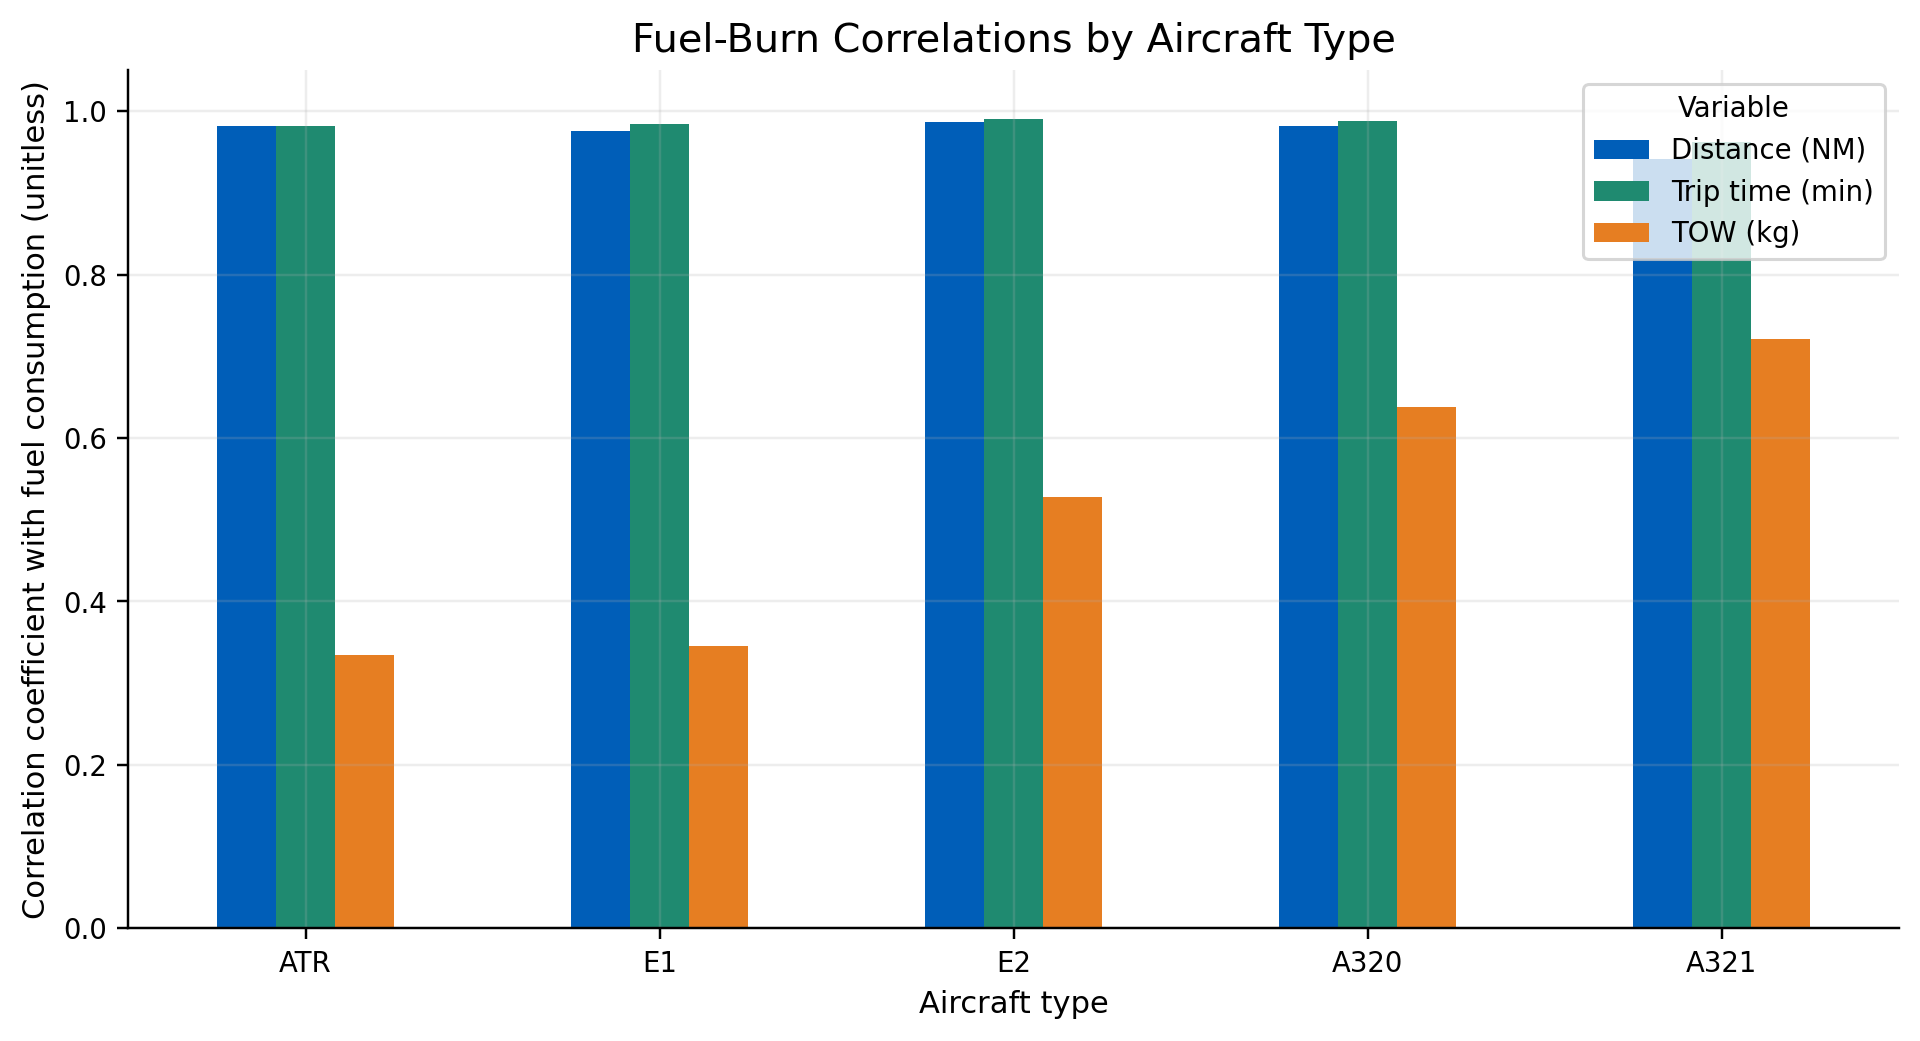 Fuel-Burn Correlations by Aircraft Type
Correlation coefficient with fuel consumption (unitless)
1.0
0.8
0.6
0.4
0.2
0.0
Variable
Distance (NM)
Trip time (min)
TOW (kg)
ATR
E1
E2
A320
A321
Aircraft type